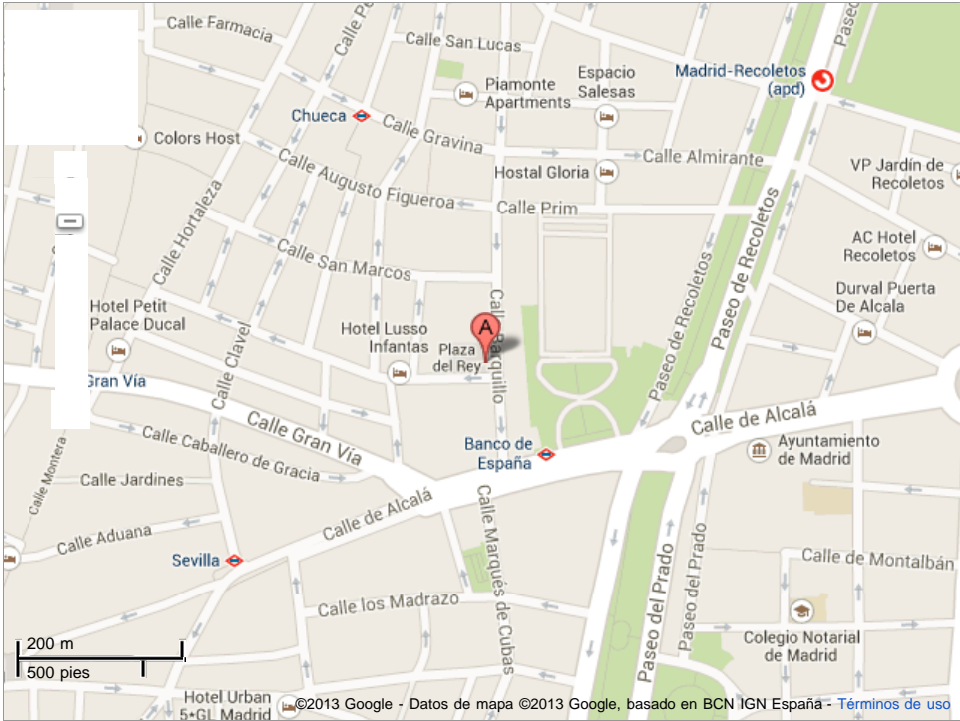 Calle Farmacia
Calle Pe
Calle San Lucas
Paseo
Madrid-Recoletos
(apd)
Espacio
Salesas
Piamonte
Apartments
Chueca
Calle Gravina
Colors Host
Calle Almirante
Calle Augusto Figueroa
Hostal Gloria
VP Jardín de
Recoletos
Calle Prim
Calle Hortaleza
Calle San Marcos
Paseo de Recoletos
Paseo de Recoletos
AC Hotel
Recoletos
Durval Puerta
De Alcala
Hotel Petit
Palace Ducal
Calle Clavel
Hotel Lusso
Infantas
A
Plaza
del Rey
Calle Barquillo
Gran Vía
Calle Gran Vía
Calle de Alcalá
Calle Caballero de Gracia
Banco de
España
Ayuntamiento
de Madrid
Calle Montera
Calle Jardines
Calle de Alcalá
Calle Marqués de Cubas
Calle Aduana
Sevilla
Paseo del Prado
Paseo del Prado
Calle de Montalbán
Calle los Madrazo
Colegio Notarial
de Madrid
200 m
500 pies
Hotel Urban
5*GL Madrid
©2013 Google - Datos de mapa ©2013 Google, basado en BCN IGN España - Términos de uso